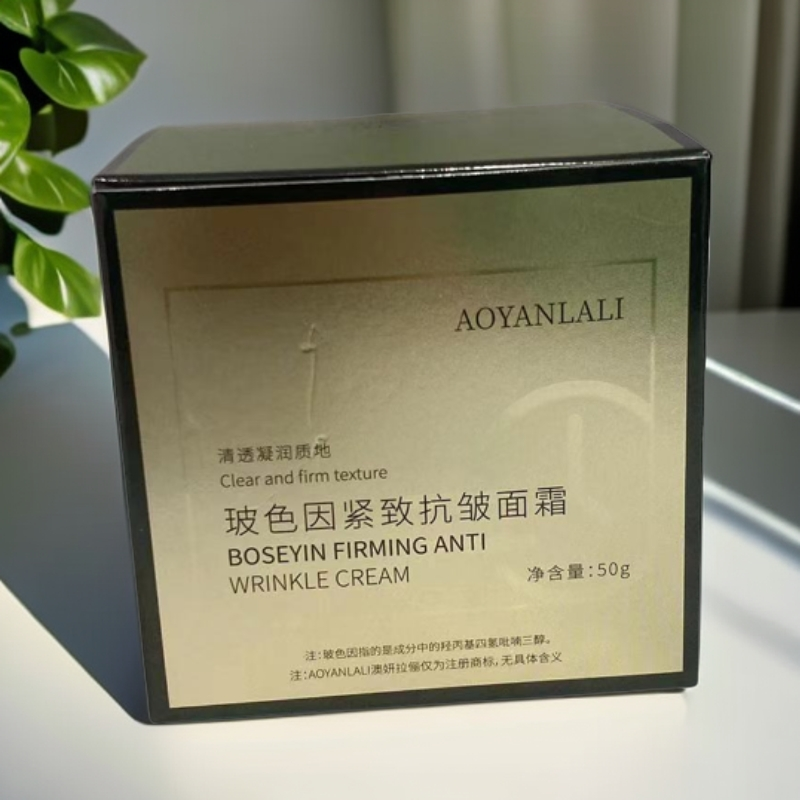 AOYANLALI
清透凝润质地
Clear and firm texture
玻色因紧致抗皱面霜
BOSEYIN FIRMING ANTI
WRINKLE CREAM
净含量:50g
注:玻色因指的是成分中的羟丙基四氢吡喃三醇。
注:AOYANLALI澳妍拉俪仅为注册商标,无具体含义